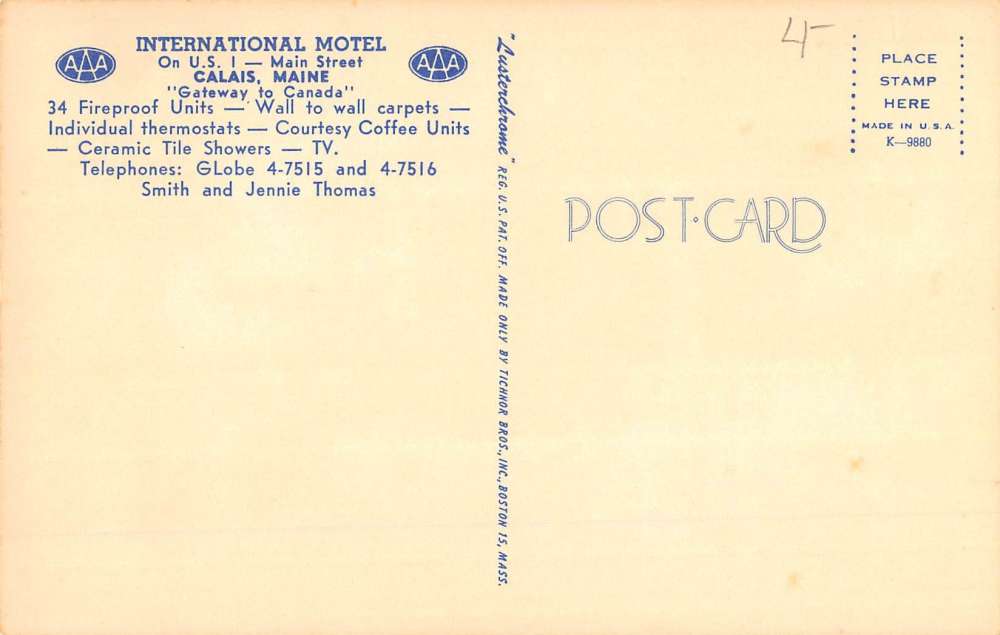 AAA
INTERNATIONAL MOTEL
AAA
On U.S. 1 — Main Street
CALAIS, MAINE
"Gateway to Canada"
34 Fireproof Units — Wall to wall carpets —
Individual thermostats — Courtesy Coffee Units
— Ceramic Tile Showers — TV.
Telephones: GLobe 4-7515 and 4-7516
Smith and Jennie Thomas
"Lusterchrome" REG. U.S. PAT. OFF. MADE ONLY BY TICHNOR BROS., INC., BOSTON 15, MASS.
4-
PLACE
STAMP
HERE
MADE IN U.S.A.
K—9880
POST·CARD